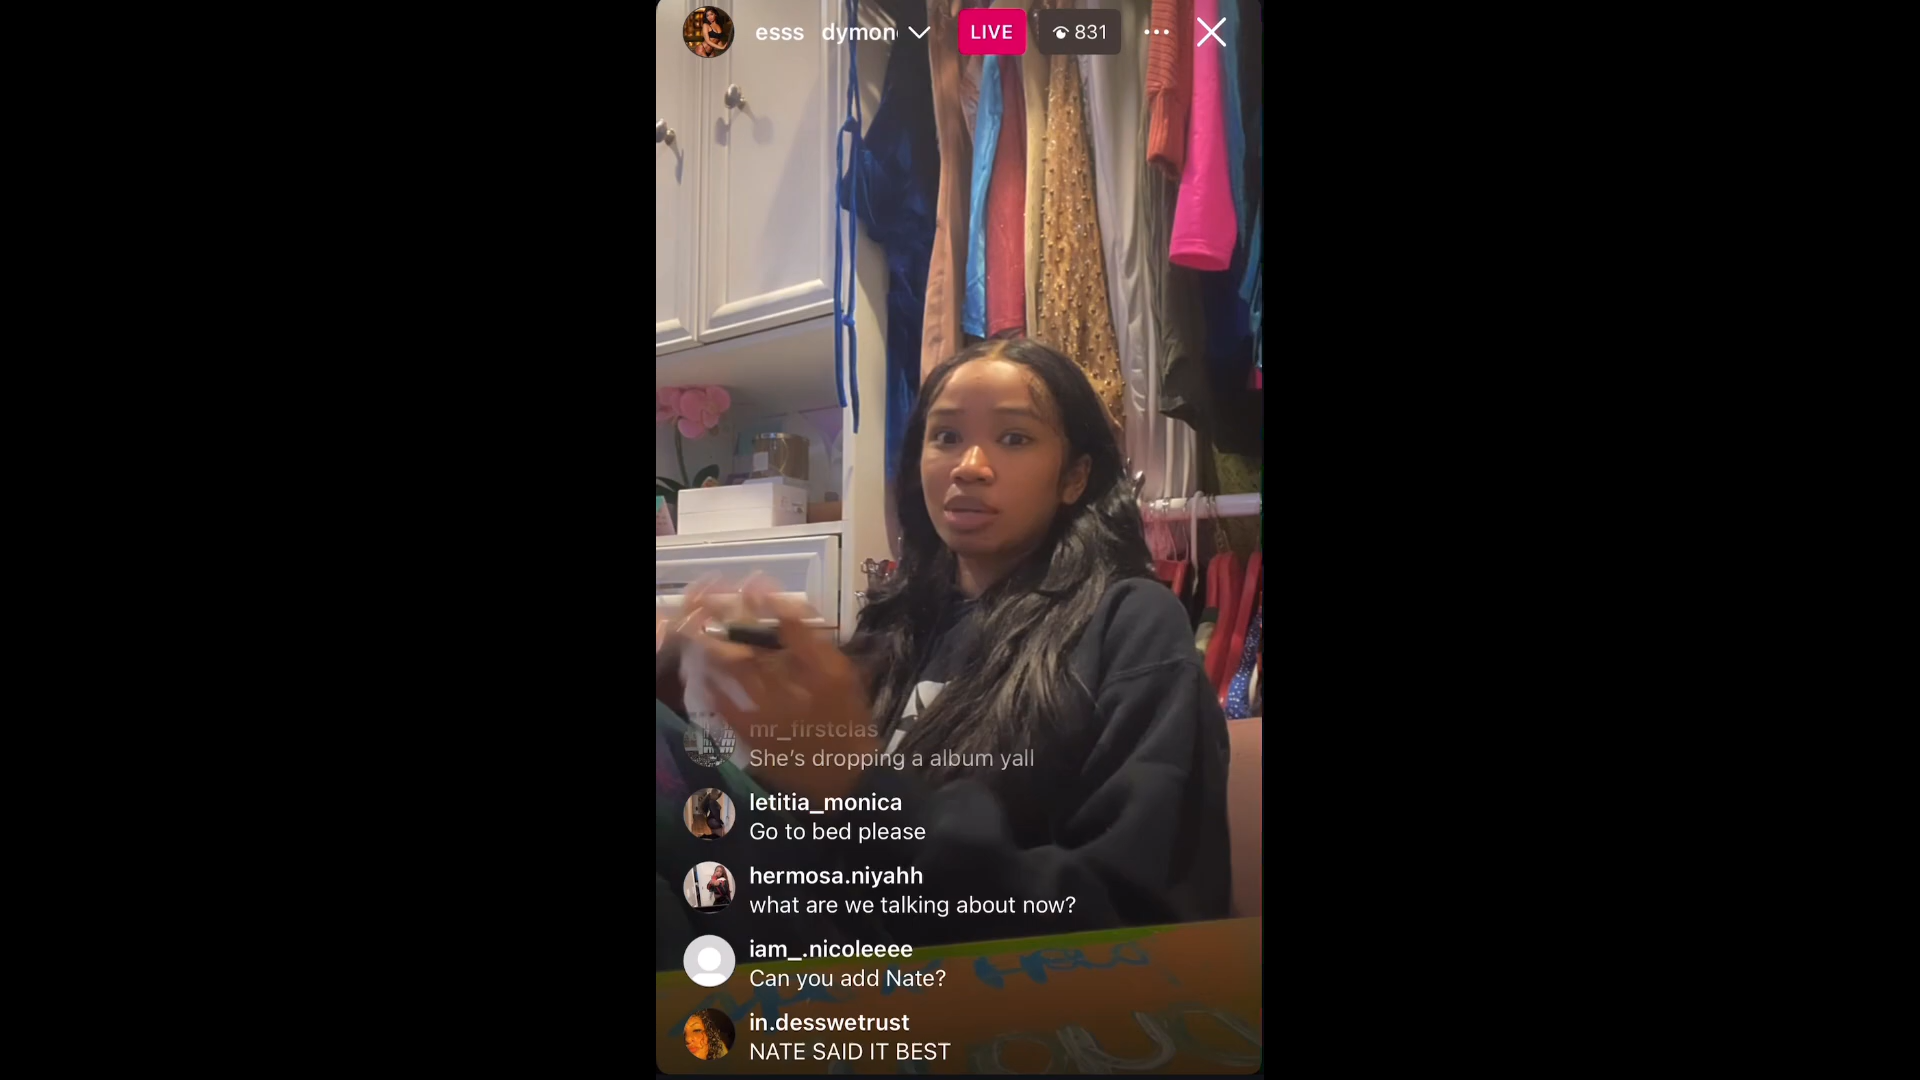 esss dymon
LIVE
831
mr_firstclas
She’s dropping a album yall
letitia_monica
Go to bed please
hermosa.niyahh
what are we talking about now?
iam_.nicoleeee
Can you add Nate?
in.desswetrust
NATE SAID IT BEST